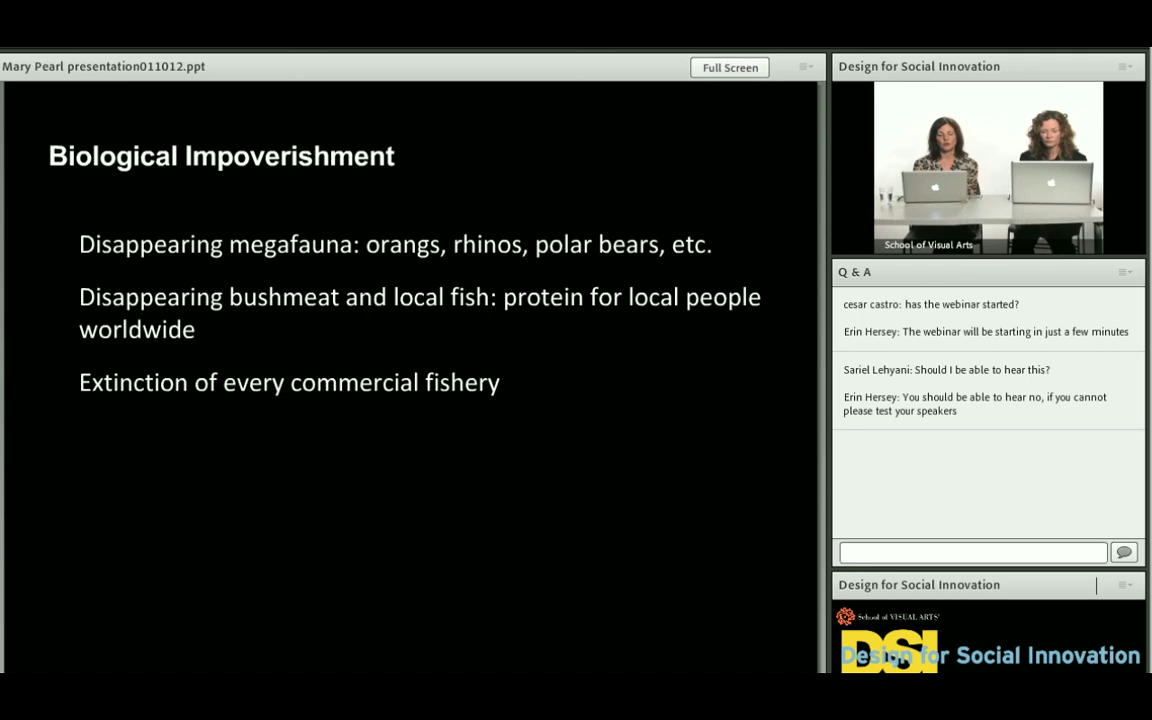 Mary Pearl presentation011012.ppt
Full Screen
Biological Impoverishment
Disappearing megafauna: orangs, rhinos, polar bears, etc.
Disappearing bushmeat and local fish: protein for local people
worldwide
Extinction of every commercial fishery
Design for Social Innovation
School of Visual Arts
Q & A
cesar castro: has the webinar started?
Erin Hersey: The webinar will be starting in just a few minutes
Sariel Lehyani: Should I be able to hear this?
Erin Hersey: You should be able to hear no, if you cannot
please test your speakers
Design for Social Innovation
School of VISUAL ARTS'
DSI
Design for Social Innovation